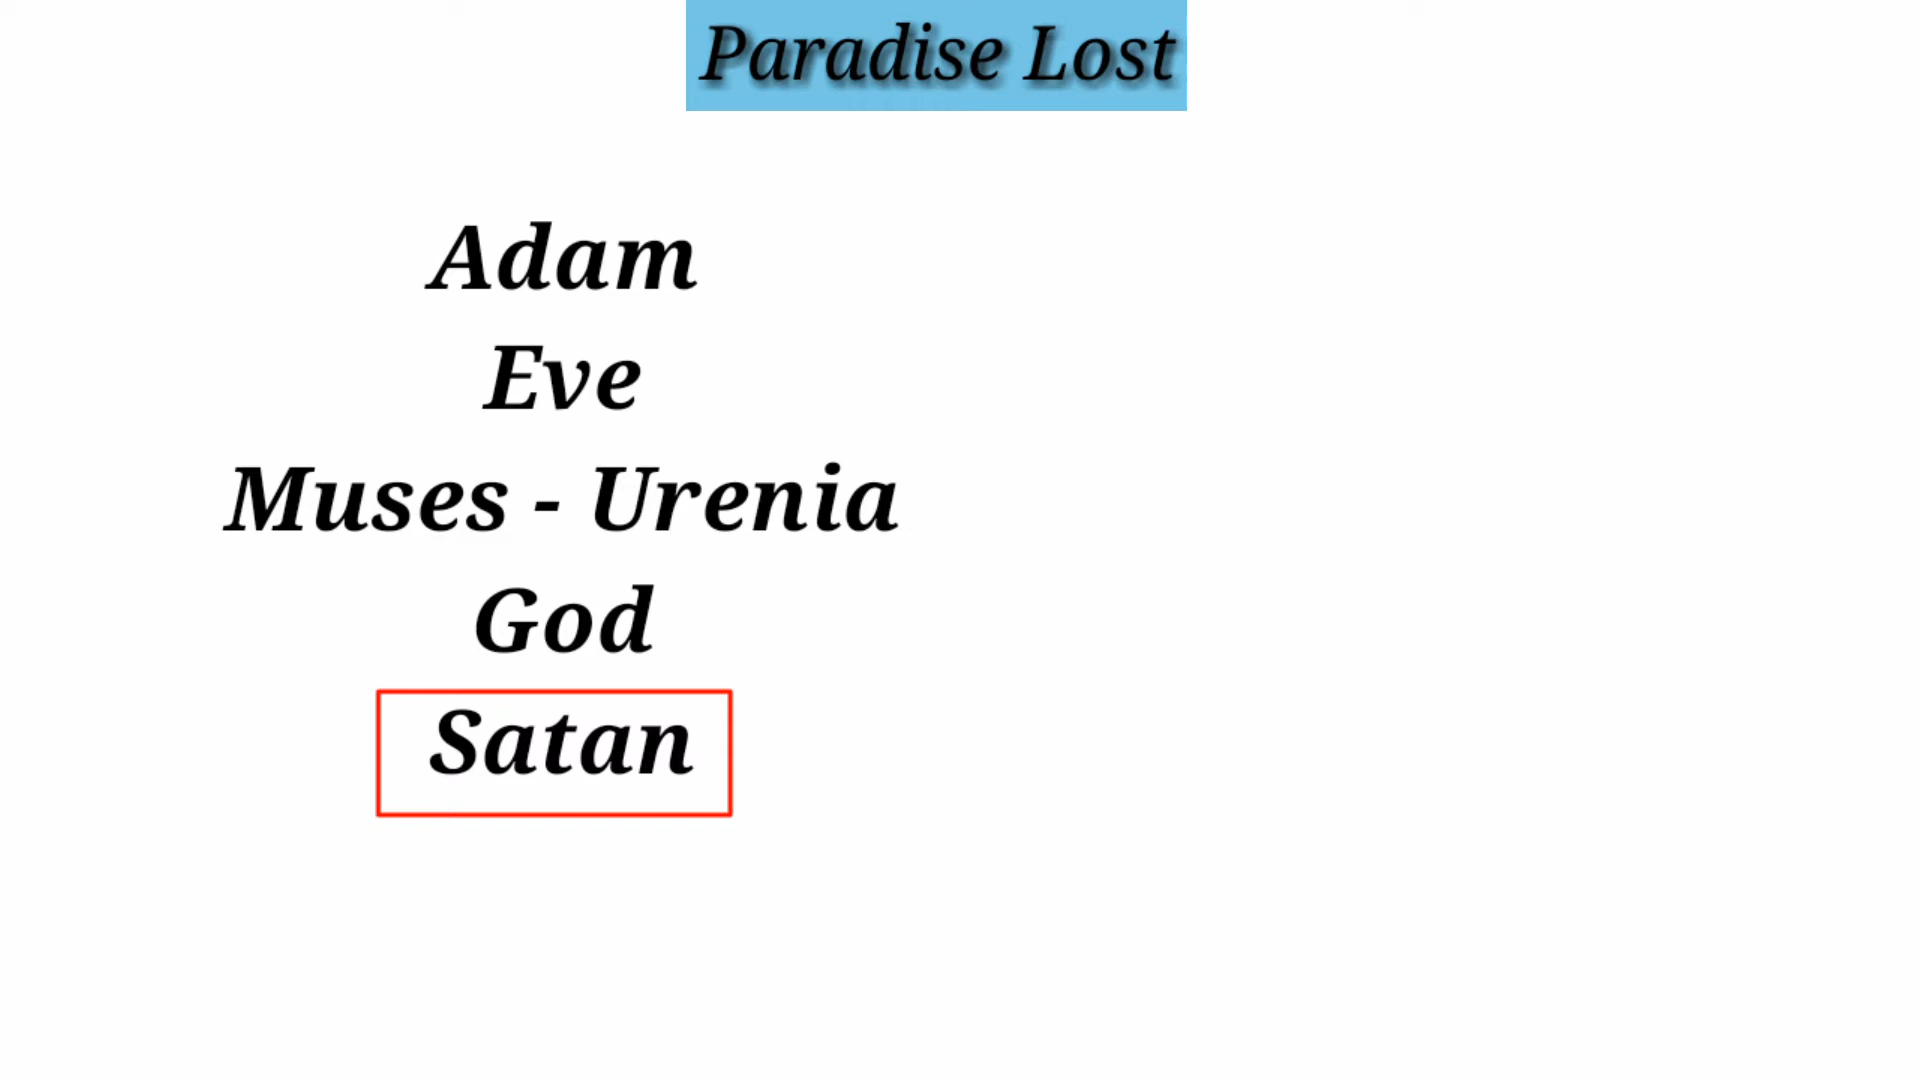 Paradise Lost
Adam
Eve
Muses - Urenia
God
Satan